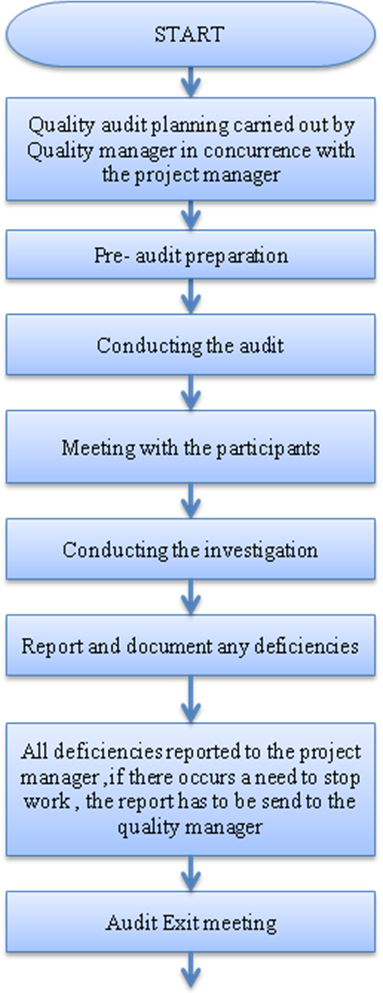 START
Quality audit planning carried out by
Quality manager in concurrence with
the project manager
Pre- audit preparation
Conducting the audit
Meeting with the participants
Conducting the investigation
Report and document any deficiencies
All deficiencies reported to the project
manager ,if there occurs a need to stop
work , the report has to be send to the
quality manager
Audit Exit meeting